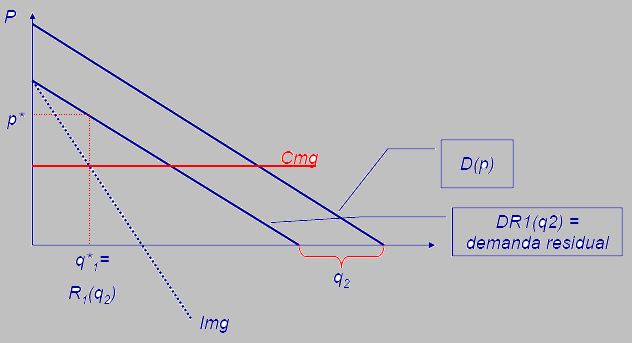 P
p*
Cmg
D(p)
DR1(q2) =
demanda residual
q*₁=
R₁(q₂)
q₂
Img